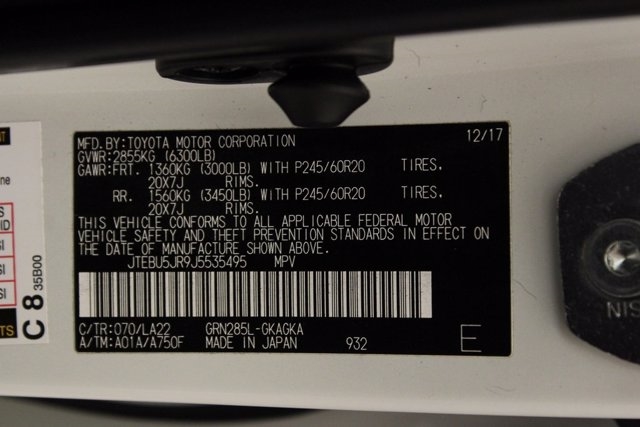 MFD.BY:TOYOTA MOTOR CORPORATION 12/17
GVWR:2855KG (6300LB)
GAWR:FRT. 1360KG (3000LB) WITH P245/60R20 TIRES,
20X7J RIMS.
RR. 1560KG (3450LB) WITH P245/60R20 TIRES,
20X7J RIMS.
THIS VEHICLE CONFORMS TO ALL APPLICABLE FEDERAL MOTOR
VEHICLE SAFETY AND THEFT PREVENTION STANDARDS IN EFFECT ON
THE DATE OF MANUFACTURE SHOWN ABOVE.
JTEBU5JR9J5535495 MPV
C/TR:070/LA22 GRN285L-GKAGKA
A/TM:A01A/A750F MADE IN JAPAN 932 E
C 8 35B00
NIS